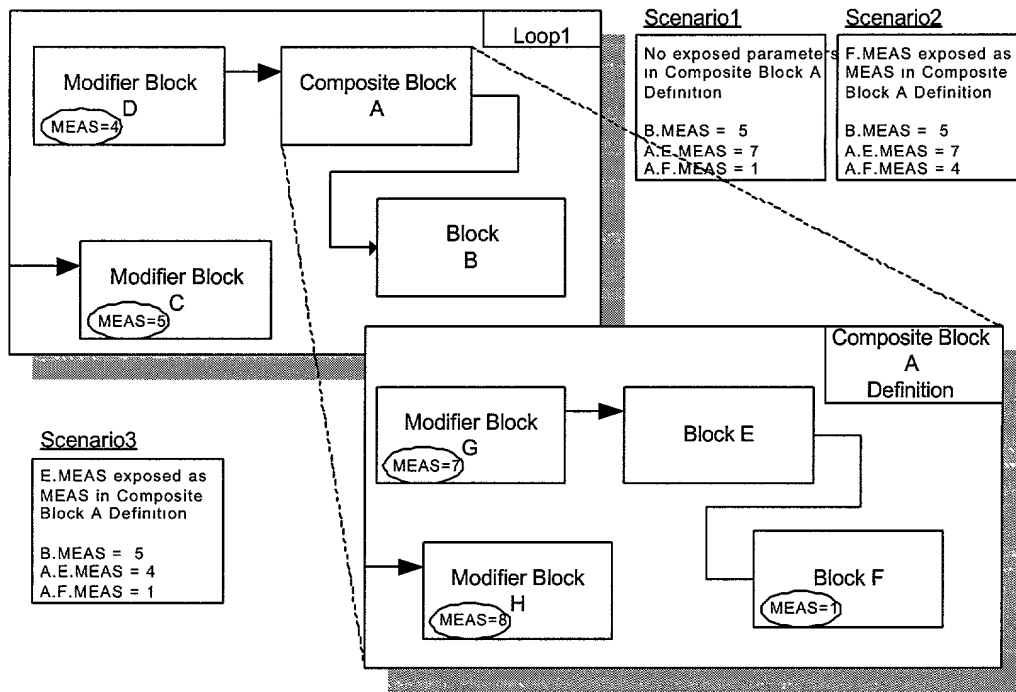 Loop1
Modifier Block
D
MEAS=4
Composite Block
A
Block
B
Modifier Block
C
MEAS=5
Scenario1
No exposed parameters
in Composite Block A
Definition
B.MEAS = 5
A.E.MEAS = 7
A.F.MEAS = 1
Scenario2
F.MEAS exposed as
MEAS in Composite
Block A Definition
B.MEAS = 5
A.E.MEAS = 7
A.F.MEAS = 4
Composite Block
A
Definition
Modifier Block
G
MEAS=7
Block E
Modifier Block
H
MEAS=8
Block F
MEAS=1
Scenario3
E.MEAS exposed as
MEAS in Composite
Block A Definition
B.MEAS = 5
A.E.MEAS = 4
A.F.MEAS = 1